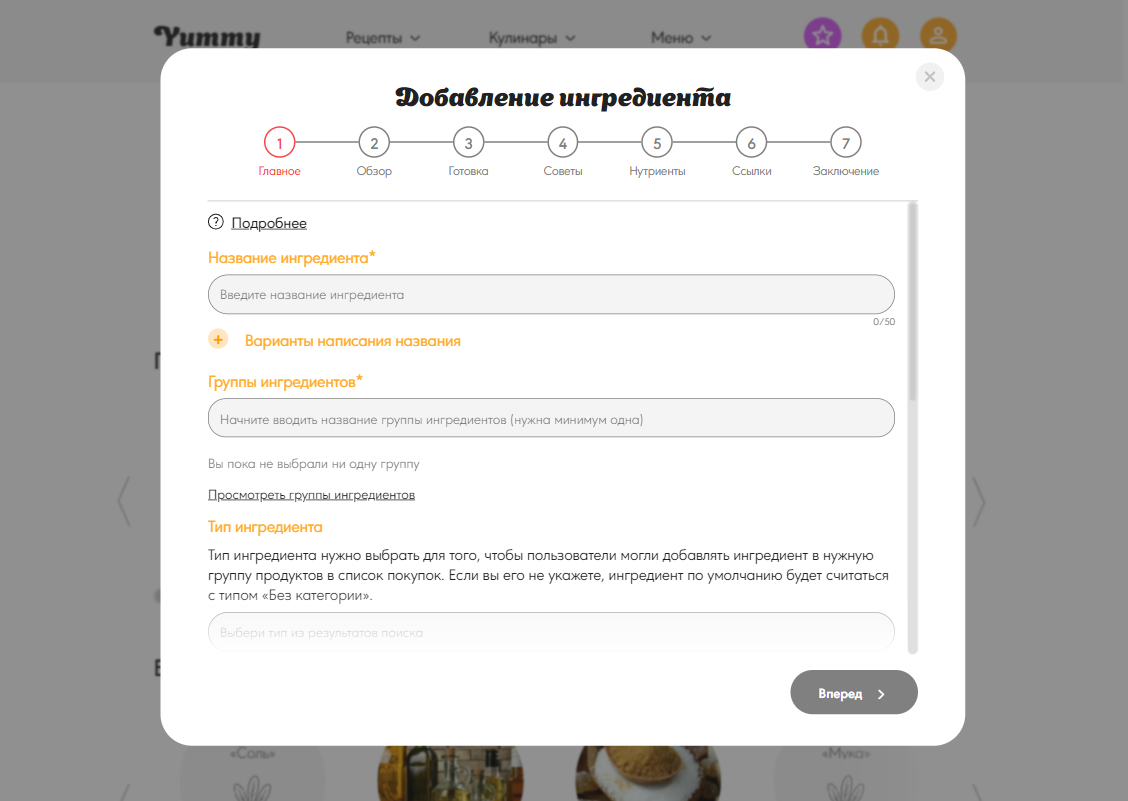 Yummy
Рецепты
Кулинары
Меню
Добавление ингредиента
1 2 3 4 5 6 7
Главное Обзор Готовка Советы Нутриенты Ссылки Заключение
? Подробнее
Название ингредиента*
Введите название ингредиента
0/50
+ Варианты написания названия
Группы ингредиентов*
Начните вводить название группы ингредиентов (нужна минимум одна)
Вы пока не выбрали ни одну группу
Просмотреть группы ингредиентов
Тип ингредиента
Тип ингредиента нужно выбрать для того, чтобы пользователи могли добавлять ингредиент в нужную
группу продуктов в список покупок. Если вы его не укажете, ингредиент по умолчанию будет считаться
с типом «Без категории».
Выбери тип из результатов поиска
Вперед
«Соль»
«Мука»